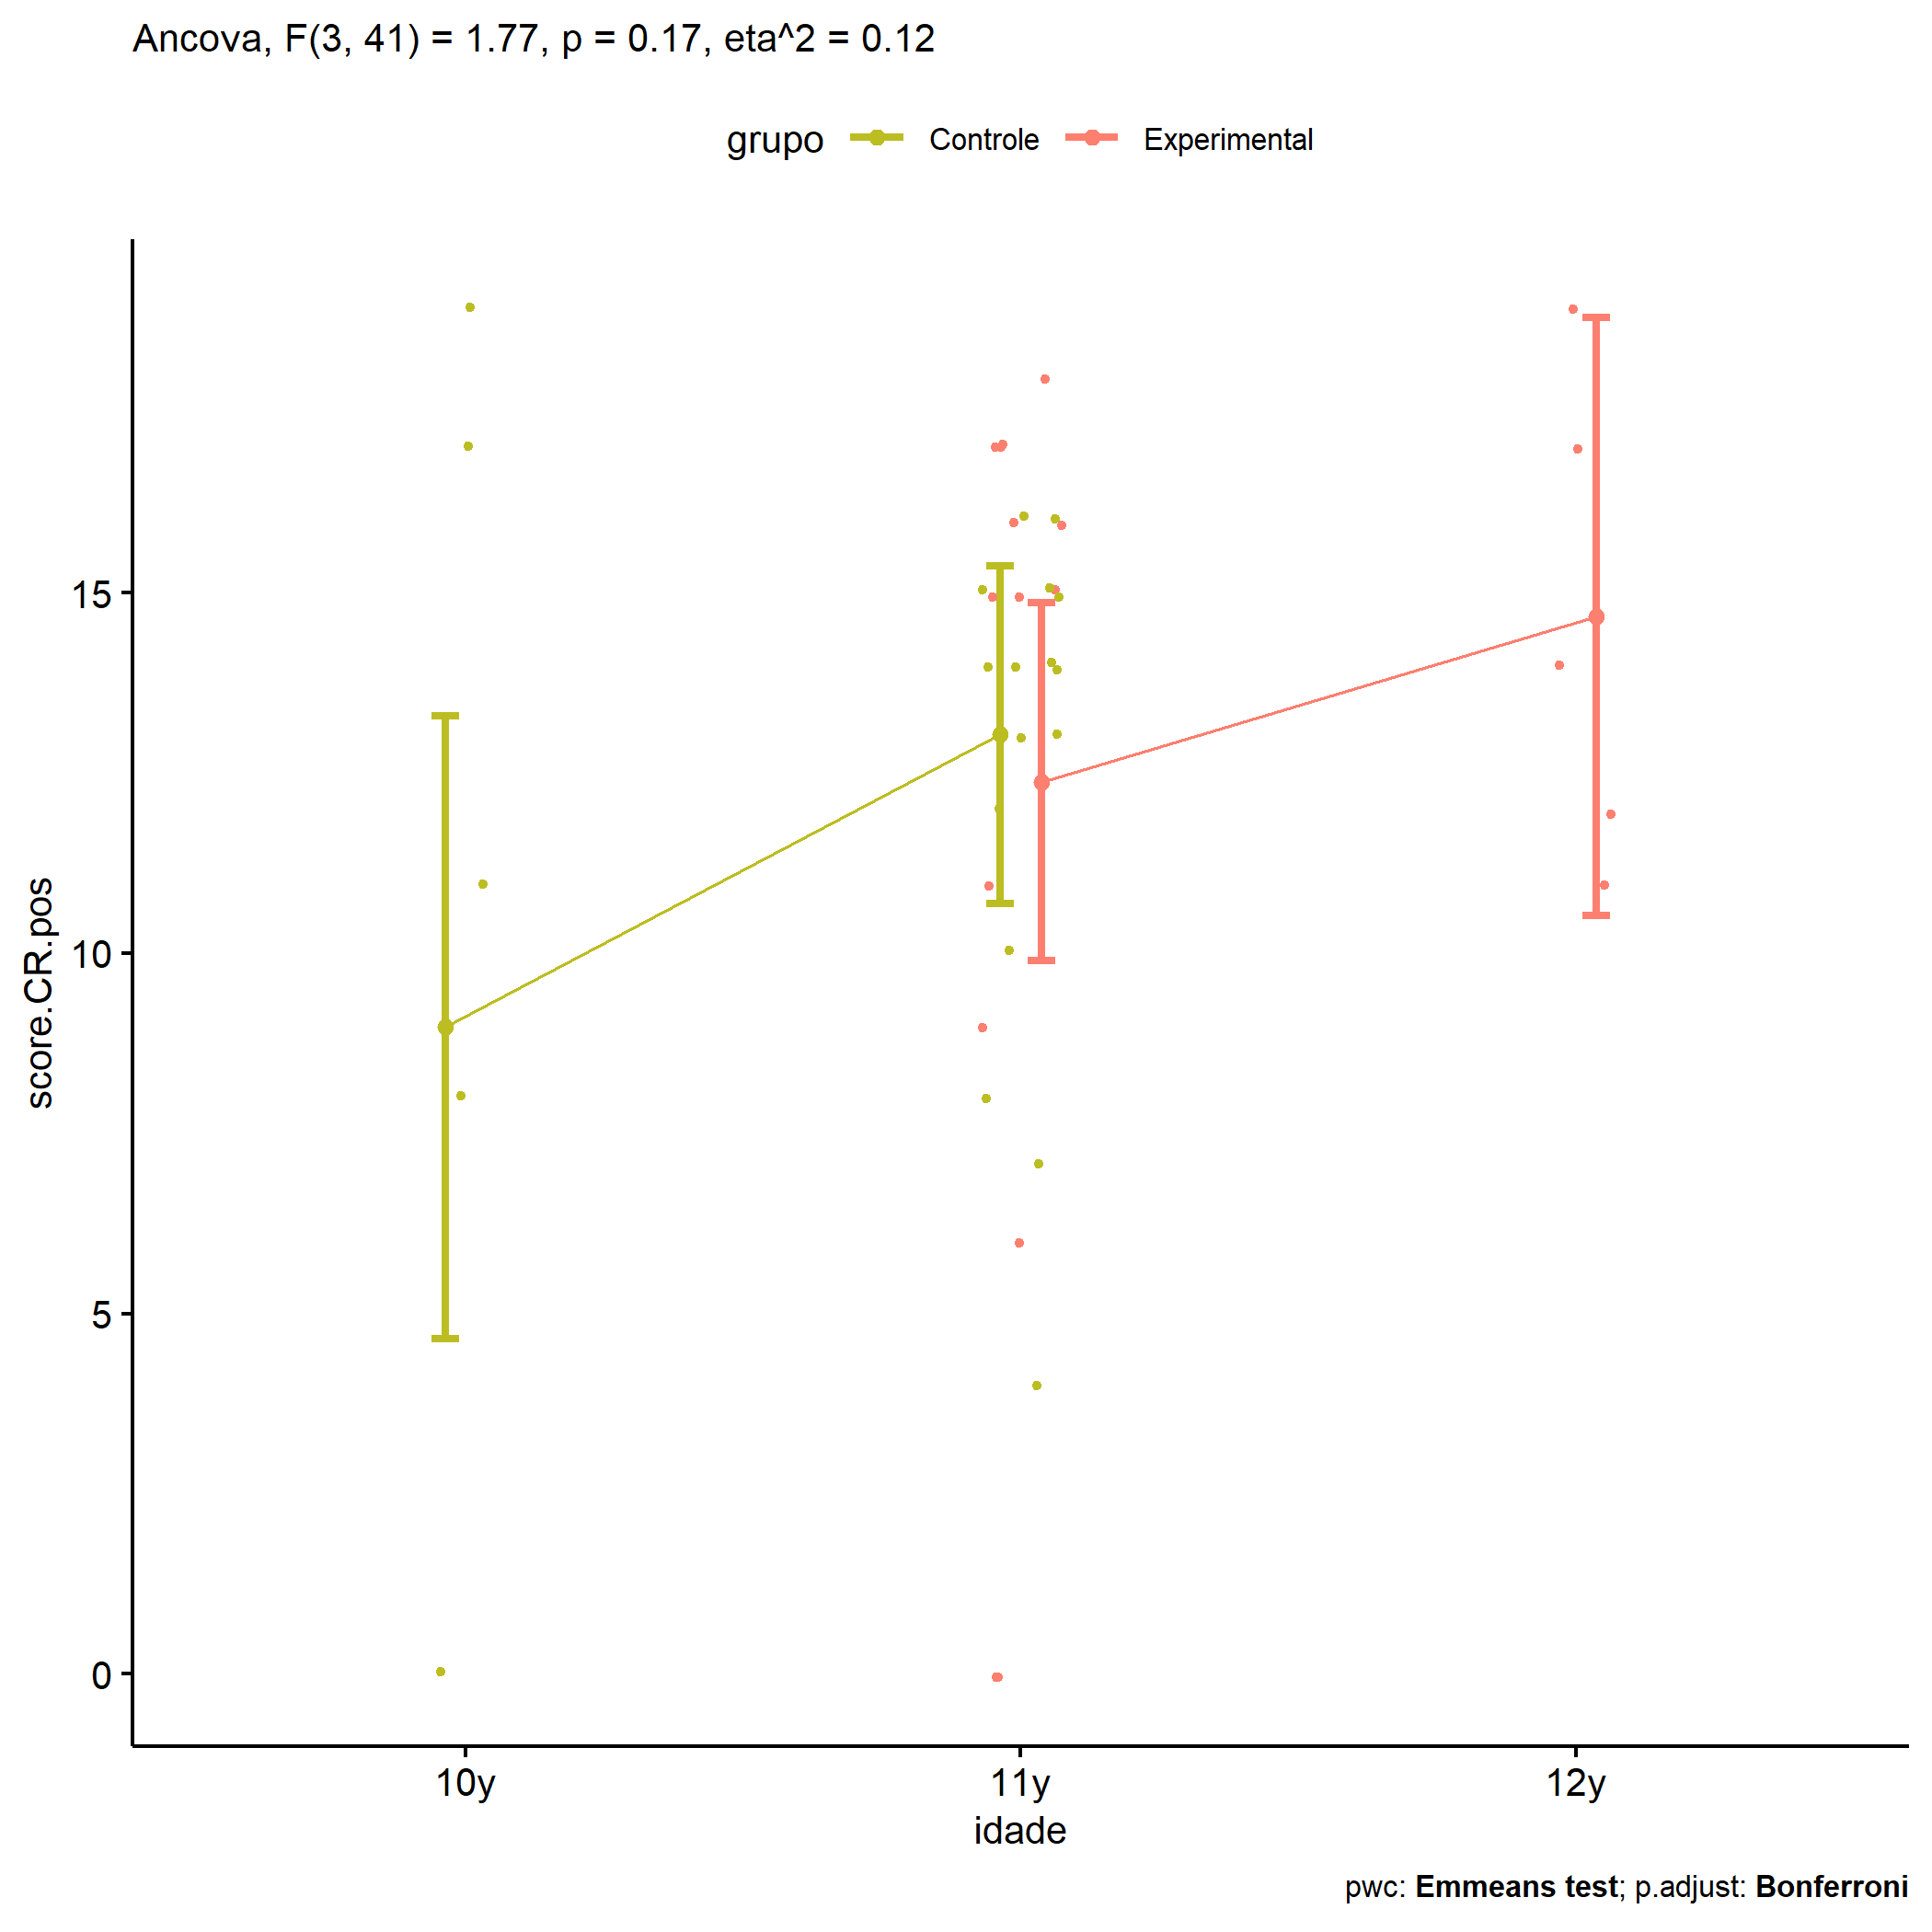 Ancova, F(3, 41) = 1.77, p = 0.17, eta^2 = 0.12
grupo Controle Experimental
score.CR.pos
15
10
5
0
10y 11y 12y
idade
pwc: Emmeans test; p.adjust: Bonferroni